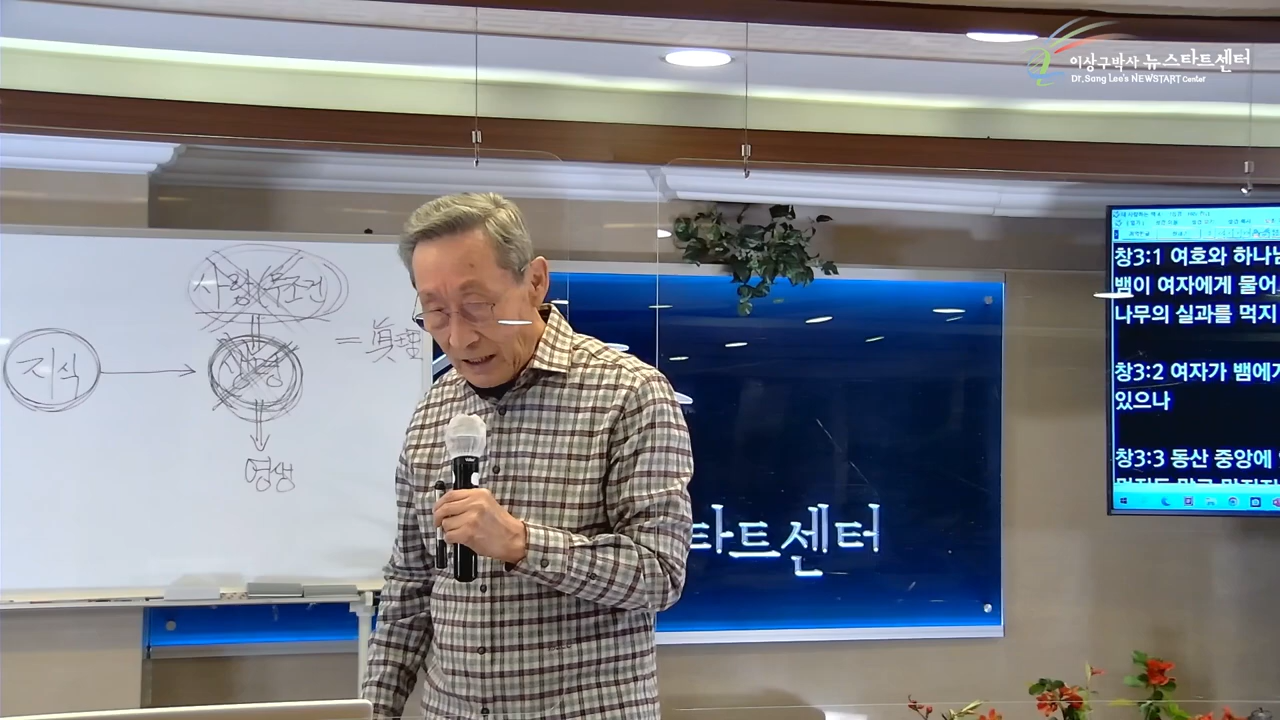 이상구박사 뉴스타트센터
Dr. Sang Lee's NEWSTART Center
사랑(무조건)
= 眞理
지식
생명
영생
타트센터
창3:1 여호와 하나님
뱀이 여자에게 물어
나무의 실과를 먹지
창3:2 여자가 뱀에게
있으나
창3:3 동산 중앙에